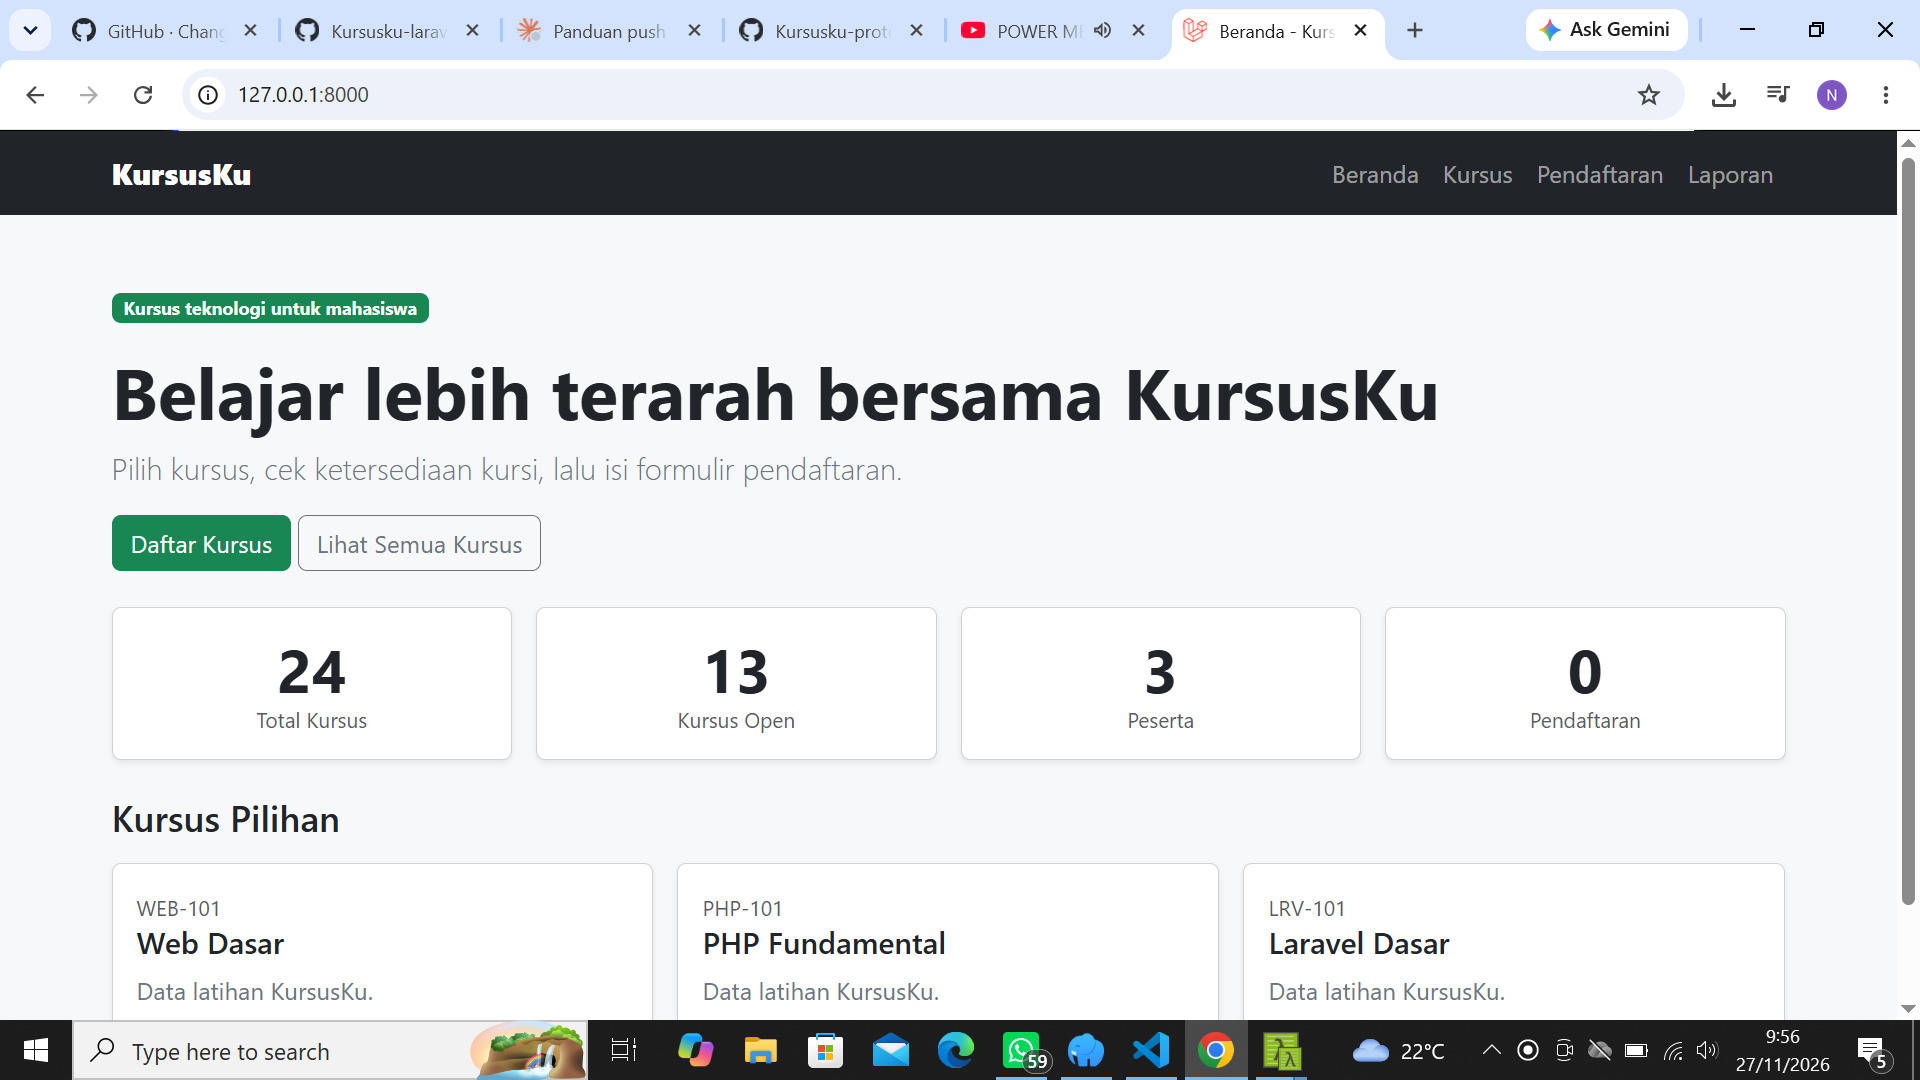 GitHub · Chang
Kursusku-larav
Panduan push
Kursusku-prot
POWER M
Beranda - Kurs
Ask Gemini
127.0.0.1:8000
N
KursusKu
Beranda
Kursus
Pendaftaran
Laporan
Kursus teknologi untuk mahasiswa
Belajar lebih terarah bersama KursusKu
Pilih kursus, cek ketersediaan kursi, lalu isi formulir pendaftaran.
Daftar Kursus
Lihat Semua Kursus
24
Total Kursus
13
Kursus Open
3
Peserta
0
Pendaftaran
Kursus Pilihan
WEB-101
Web Dasar
Data latihan KursusKu.
PHP-101
PHP Fundamental
Data latihan KursusKu.
LRV-101
Laravel Dasar
Data latihan KursusKu.
Type here to search
59
22°C
9:56
27/11/2026
5